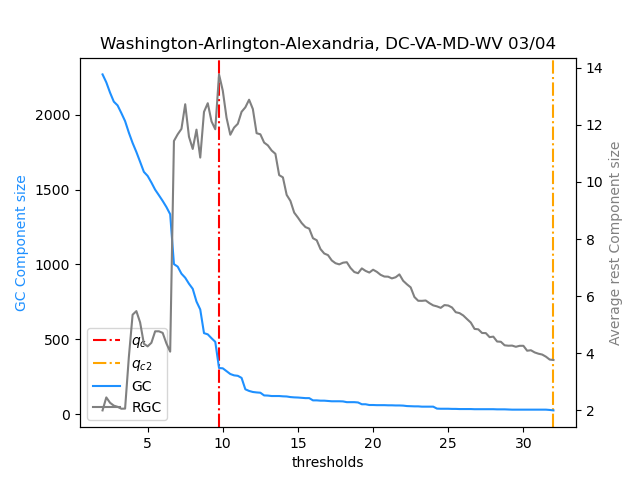 Washington-Arlington-Alexandria, DC-VA-MD-WV 03/04
GC Component size
2000
1500
1000
500
0
14
12
10
8
6
4
2
Average rest Component size
q_c
q_c2
GC
RGC
5
10
15
20
25
30
thresholds